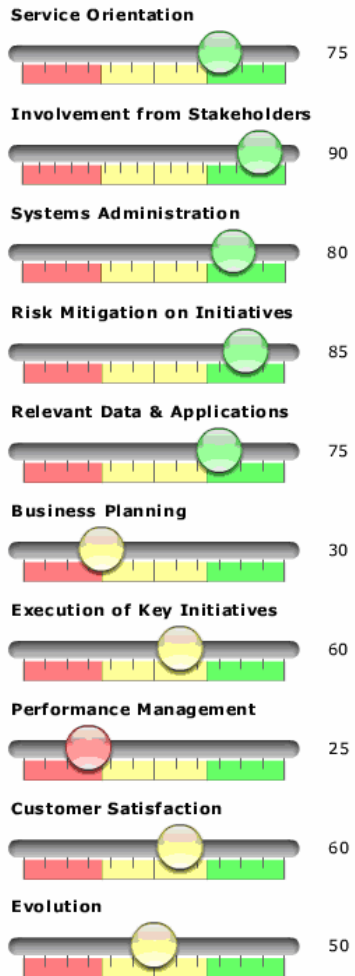 Service Orientation
75
Involvement from Stakeholders
90
Systems Administration
80
Risk Mitigation on Initiatives
85
Relevant Data & Applications
75
Business Planning
30
Execution of Key Initiatives
60
Performance Management
25
Customer Satisfaction
60
Evolution
50